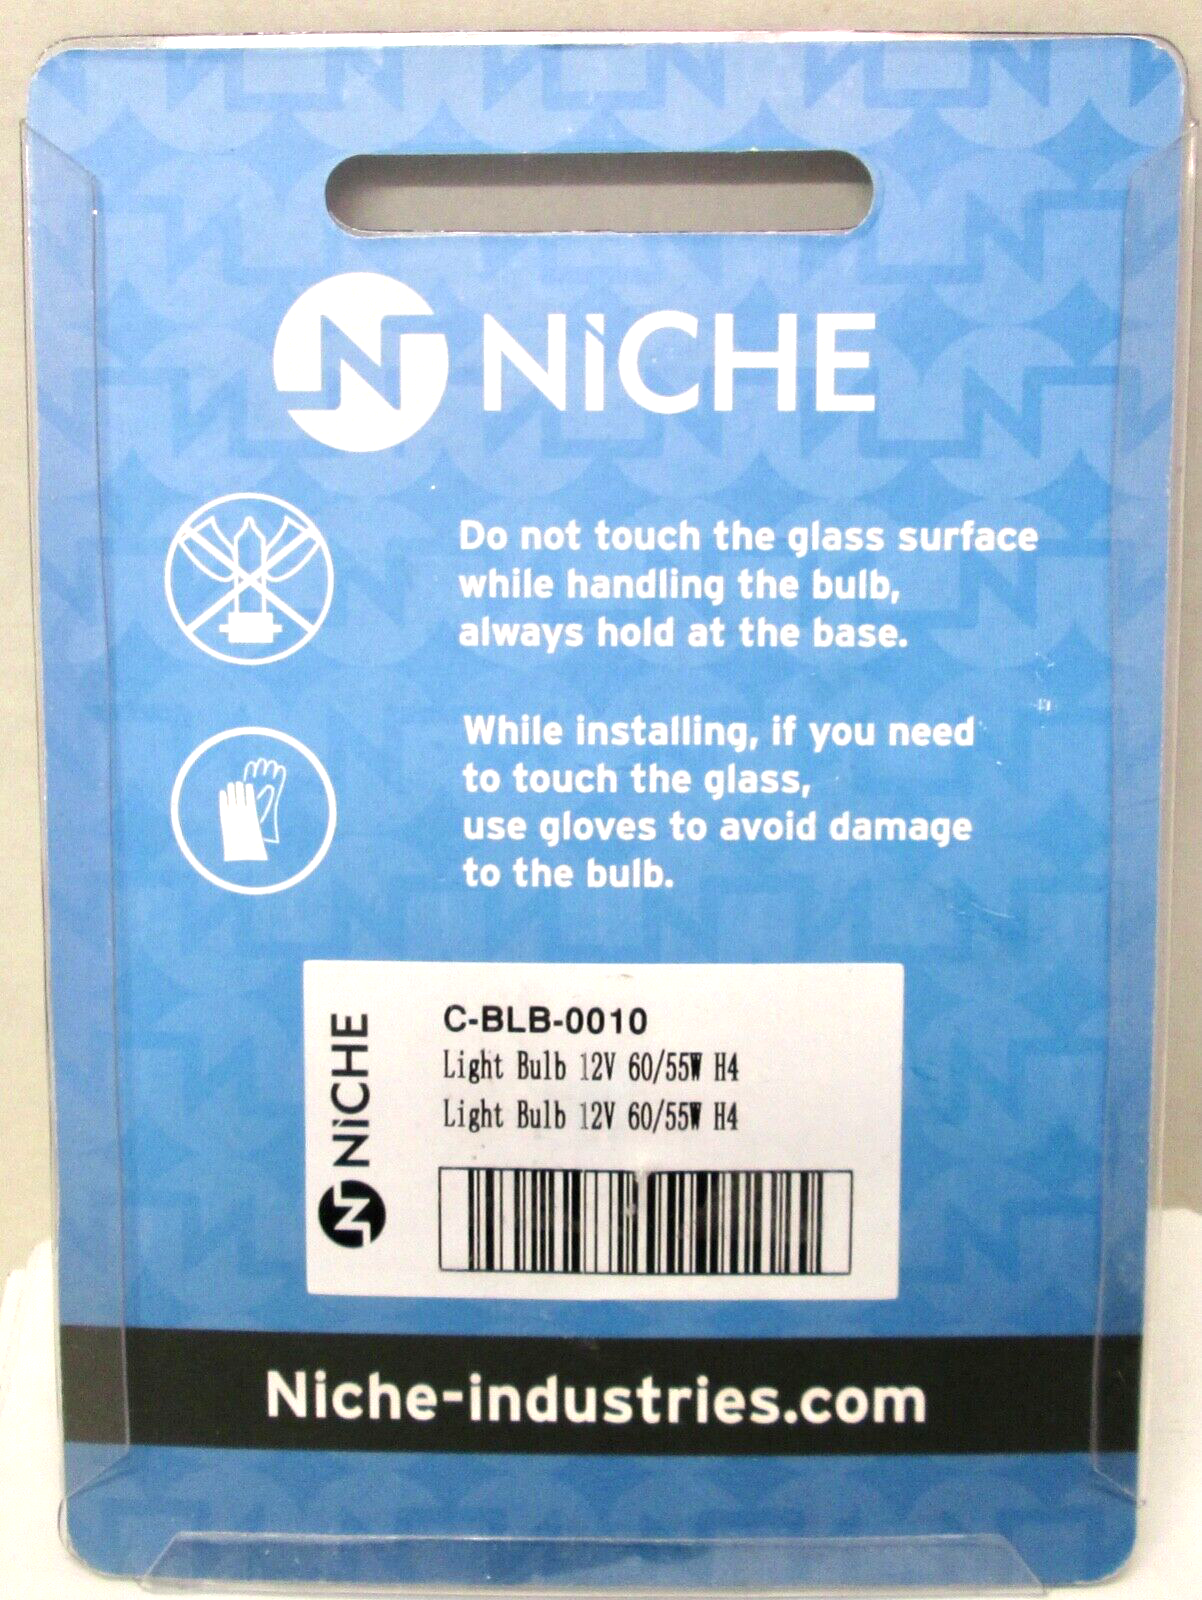 NiCHE
Do not touch the glass surface
while handling the bulb,
always hold at the base.
While installing, if you need
to touch the glass,
use gloves to avoid damage
to the bulb.
NiCHE
C-BLB-0010
Light Bulb 12V 60/55W H4
Light Bulb 12V 60/55W H4
Niche-industries.com